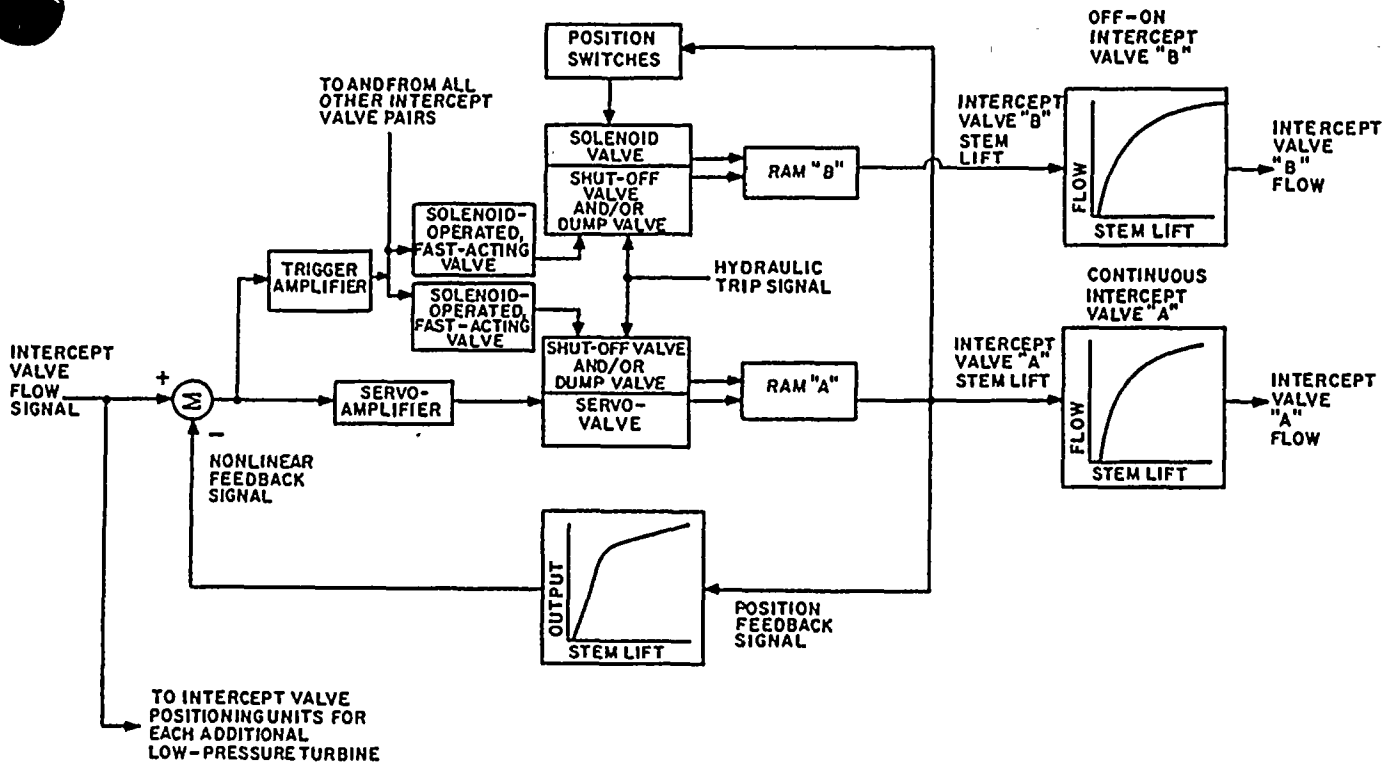 OFF-ON
INTERCEPT
VALVE "B"
POSITION
SWITCHES
TO AND FROM ALL
OTHER INTERCEPT
VALVE PAIRS
SOLENOID
VALVE
SHUT-OFF
VALVE
AND/OR
DUMP VALVE
RAM "B"
INTERCEPT
VALVE "B"
STEM
LIFT
FLOW
STEM LIFT
INTERCEPT
VALVE
"B"
FLOW
SOLENOID-
OPERATED,
FAST-ACTING
VALVE
TRIGGER
AMPLIFIER
HYDRAULIC
TRIP SIGNAL
SOLENOID-
OPERATED,
FAST-ACTING
VALVE
CONTINUOUS
INTERCEPT
VALVE "A"
INTERCEPT
VALVE
FLOW
SIGNAL
+
M
-
SERVO-
AMPLIFIER
SHUT-OFF VALVE
AND/OR
DUMP VALVE
SERVO-
VALVE
RAM "A"
INTERCEPT
VALVE "A"
STEM LIFT
FLOW
STEM LIFT
INTERCEPT
VALVE
"A"
FLOW
NONLINEAR
FEEDBACK
SIGNAL
OUTPUT
STEM LIFT
POSITION
FEEDBACK
SIGNAL
TO INTERCEPT VALVE
POSITIONING UNITS FOR
EACH ADDITIONAL
LOW-PRESSURE TURBINE